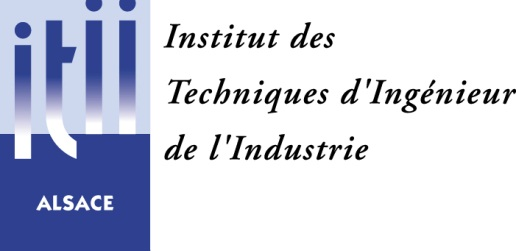 itii
ALSACE
Institut des
Techniques d'Ingénieur
de l'Industrie